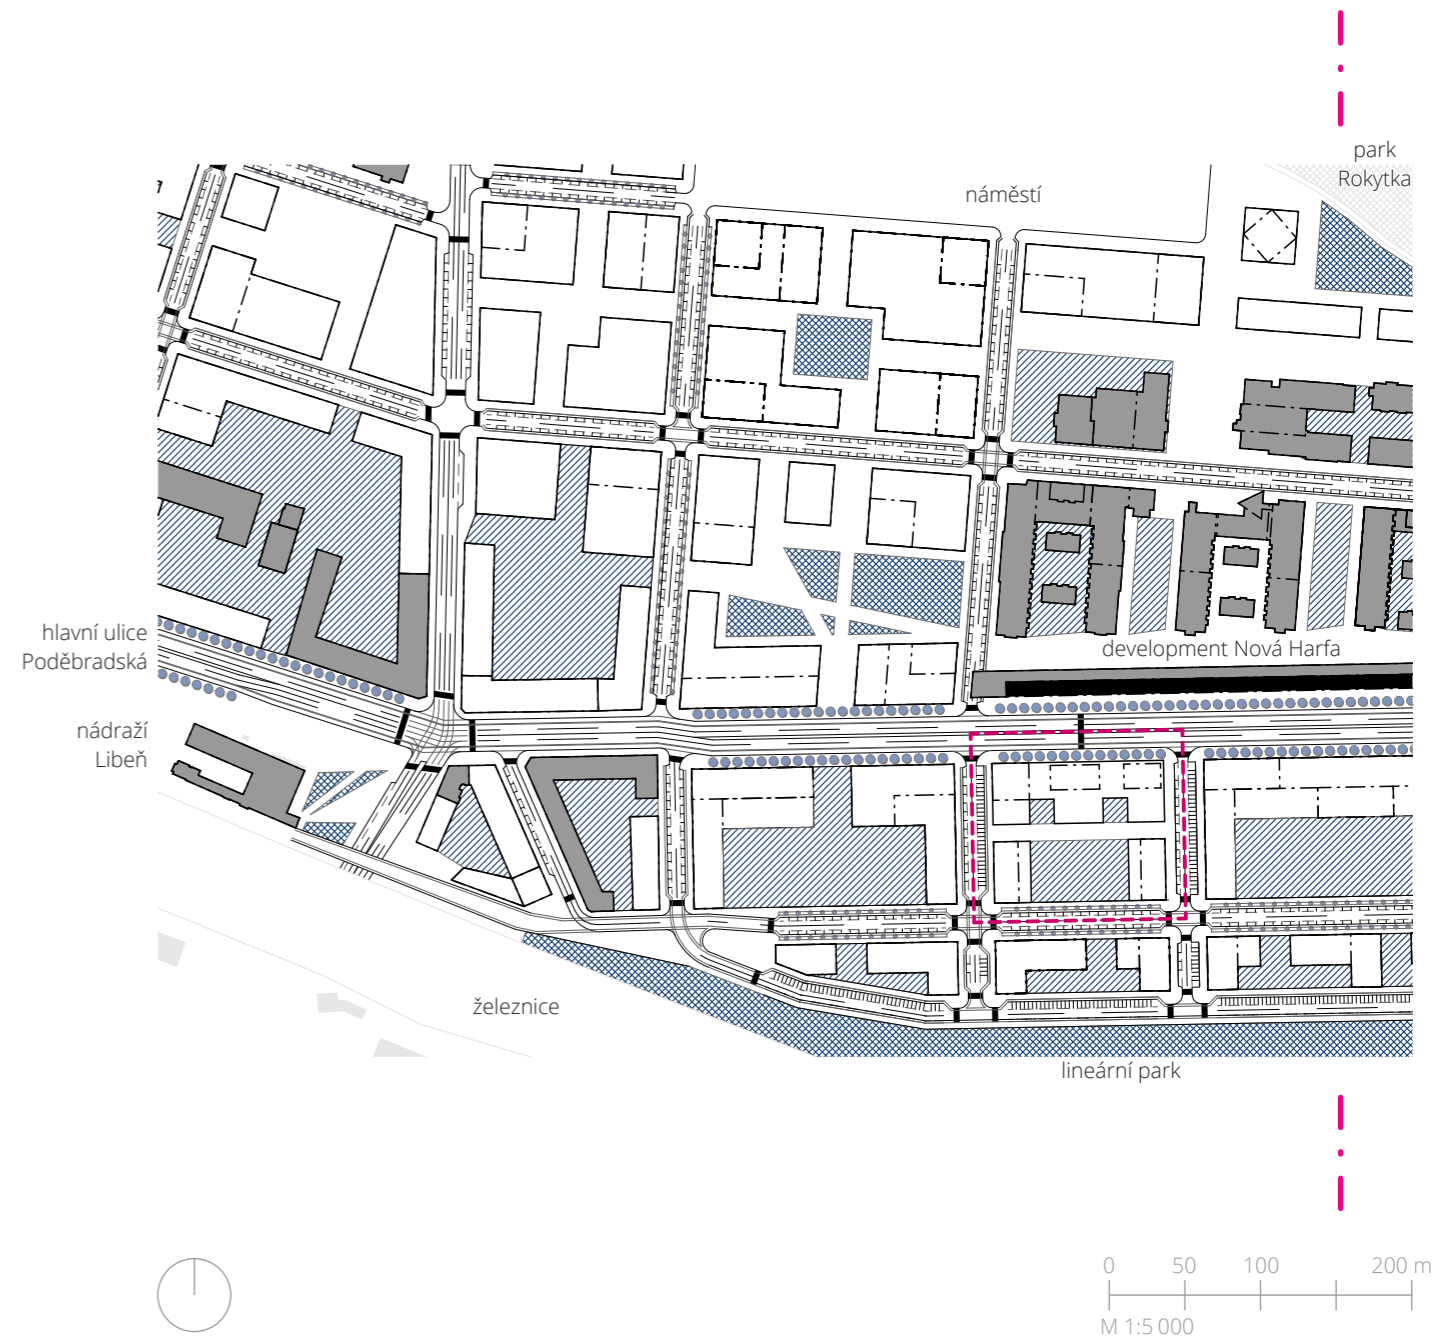 park
Rokytka
náměstí
hlavní ulice
Poděbradská
development Nová Harfa
nádraží
Libeň
železnice
lineární park
0 50 100 200 m
M 1:5 000